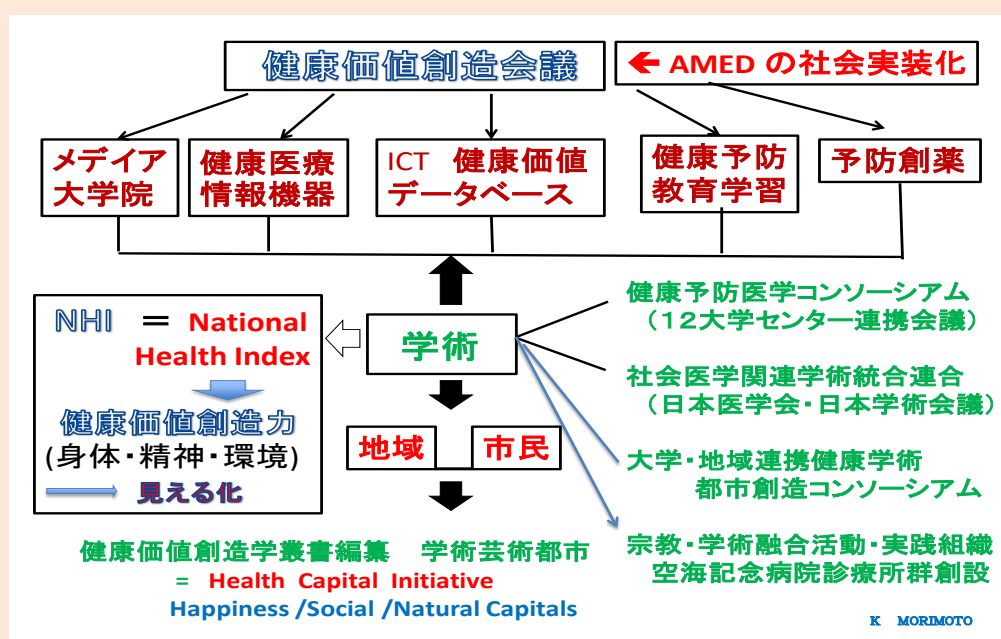 健康価値創造会議
← AMED の社会実装化
メデイア
大学院
健康医療
情報機器
ICT 健康価値
データベース
健康予防
教育学習
予防創薬
NHI = National
Health Index
健康価値創造力
(身体・精神・環境)
見える化
学術
健康予防医学コンソーシアム
(12大学センター連携会議)
社会医学関連学術統合連合
(日本医学会・日本学術会議)
大学・地域連携健康学術
都市創造コンソーシアム
宗教・学術融合活動・実践組織
空海記念病院診療所群創設
地域
市民
健康価値創造学叢書編纂 学術芸術都市
= Health Capital Initiative
Happiness /Social /Natural Capitals
K MORIMOTO